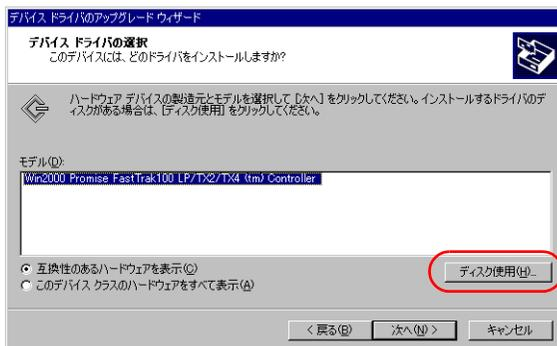 デバイス ドライバのアップグレード ウィザード
デバイス ドライバの選択
このデバイスには、どのドライバをインストールしますか?
ハードウェア デバイスの製造元とモデルを選択して [次へ] をクリックしてください。インストールするドライバのデ
ィスクがある場合は、[ディスク使用] をクリックしてください。
モデル(D):
Win2000 Promise FastTrak100 LP/TX2/TX4 (tm) Controller
互換性のあるハードウェアを表示(C)
このデバイス クラスのハードウェアをすべて表示(A)
ディスク使用(H)...
< 戻る(B)
次へ(N) >
キャンセル